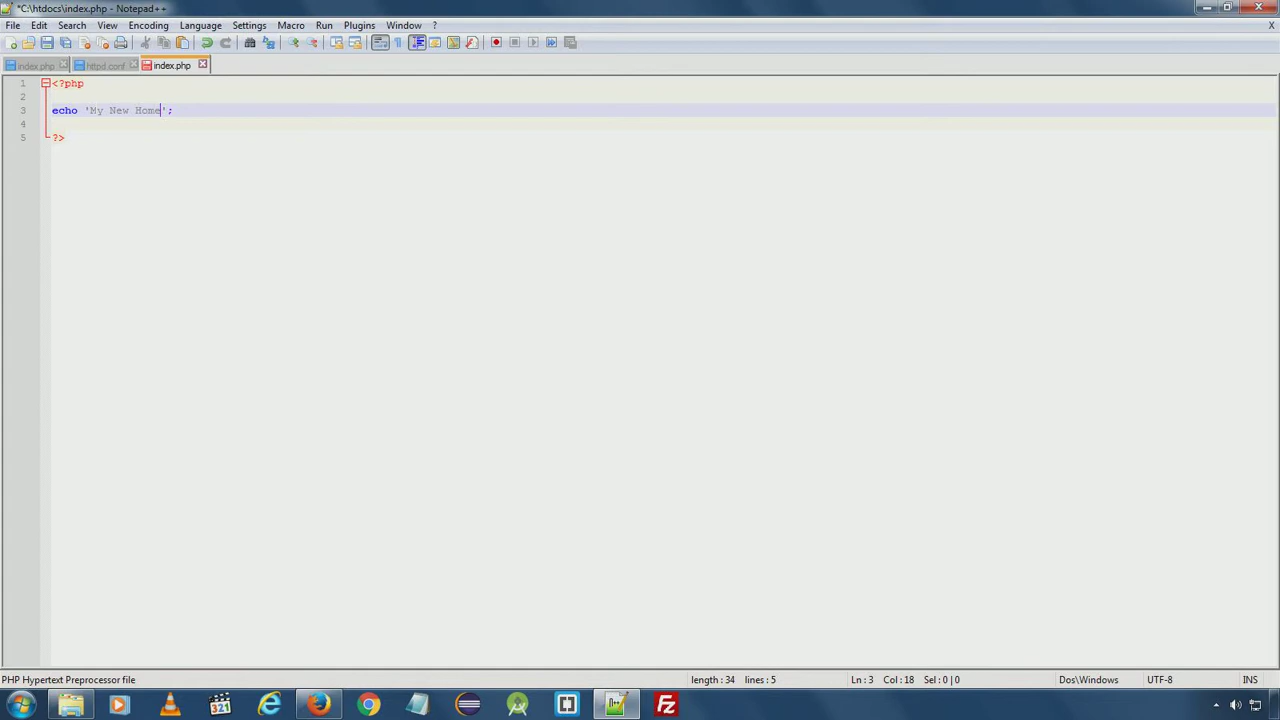 *C:\htdocs\index.php - Notepad++
File Edit Search View Encoding Language Settings Macro Run Plugins Window ? X
index.php httpd.conf index.php
1 <?php
2
3 echo 'My New Home';
4
5 ?>
PHP Hypertext Preprocessor file length : 34 lines : 5 Ln : 3 Col : 18 Sel : 0 | 0 Dos\Windows UTF-8 INS
321
Fz